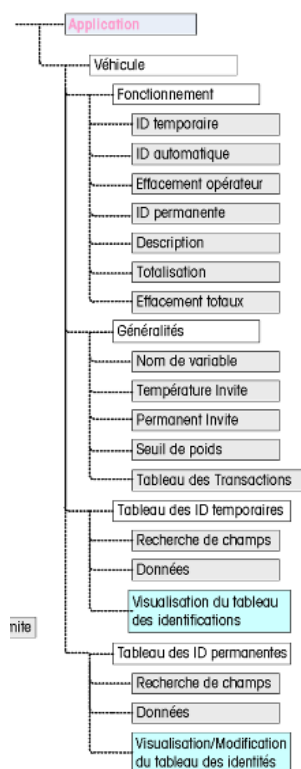 Application
Véhicule
Fonctionnement
ID temporaire
ID automatique
Effacement opérateur
ID permanente
Description
Totalisation
Effacement totaux
Généralités
Nom de variable
Température Invite
Permanent Invite
Seuil de poids
Tableau des Transactions
Tableau des ID temporaires
Recherche de champs
Données
Visualisation du tableau
des identifications
mite
Tableau des ID permanentes
Recherche de champs
Données
Visualisation/Modification
du tableau des identités